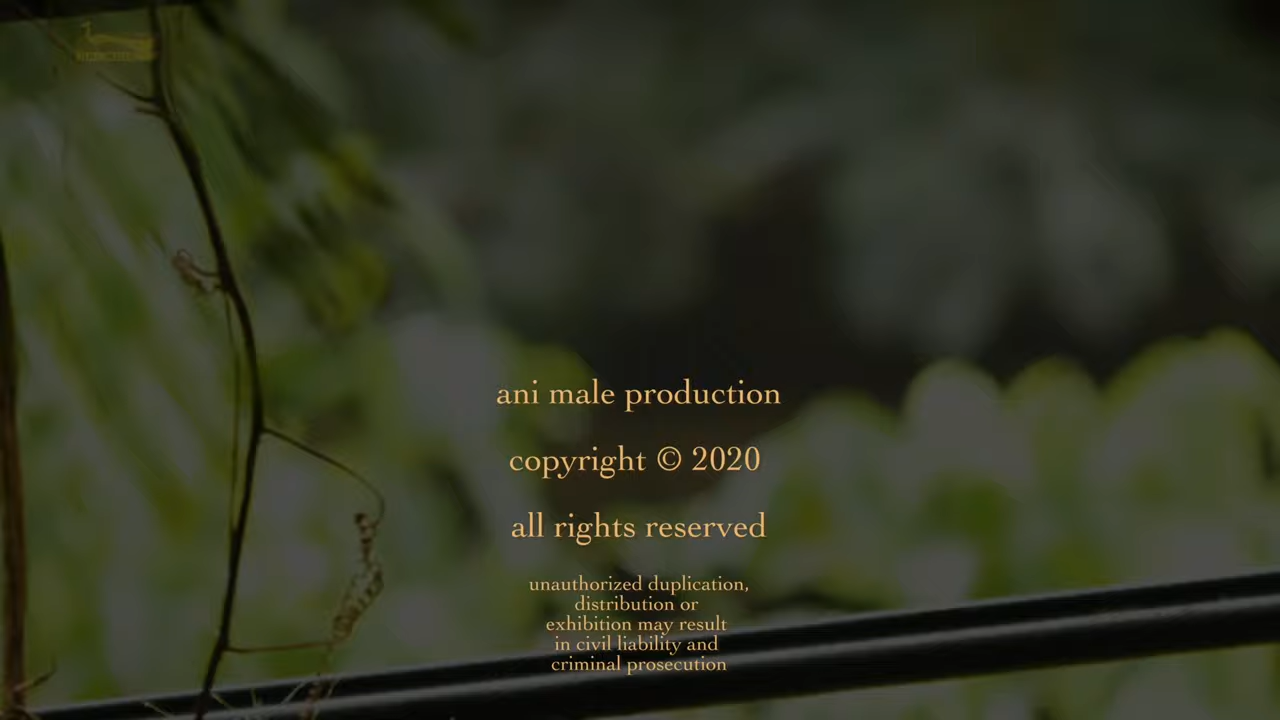 ani male production
copyright © 2020
all rights reserved
unauthorized duplication,
distribution or
exhibition may result
in civil liability and
criminal prosecution